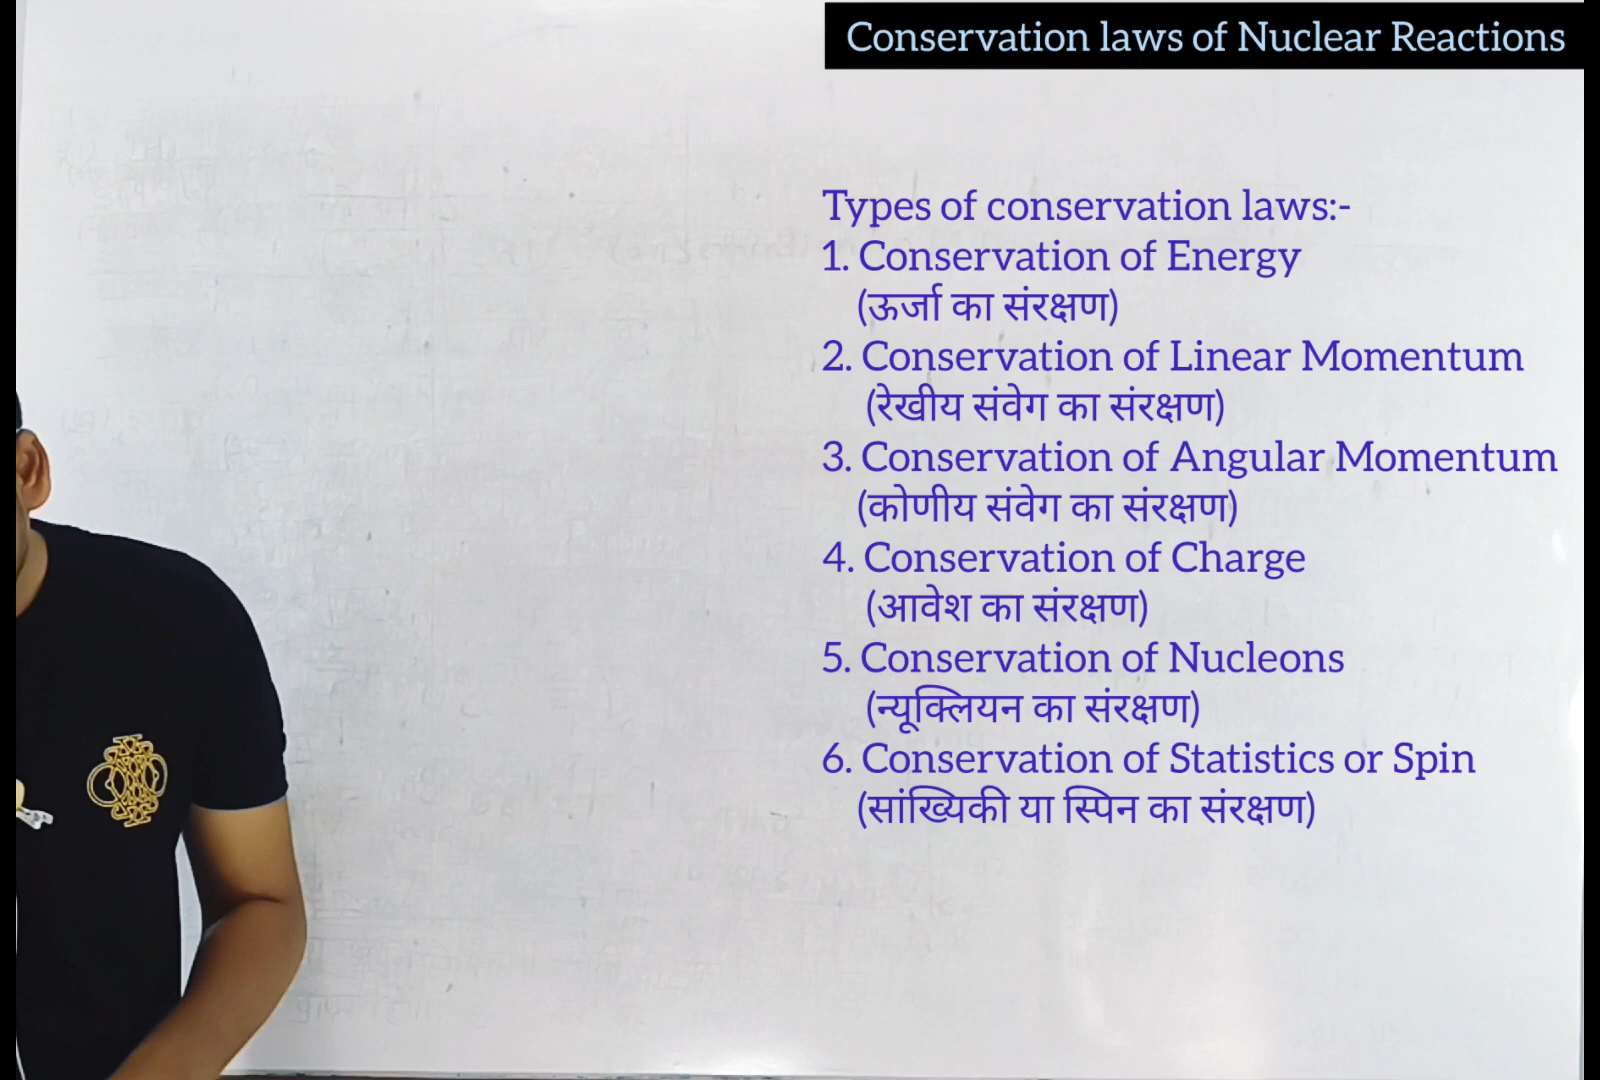 Conservation laws of Nuclear Reactions
Types of conservation laws:-
1. Conservation of Energy
(ऊर्जा का संरक्षण)
2. Conservation of Linear Momentum
(रेखीय संवेग का संरक्षण)
3. Conservation of Angular Momentum
(कोणीय संवेग का संरक्षण)
4. Conservation of Charge
(आवेश का संरक्षण)
5. Conservation of Nucleons
(न्यूक्लियन का संरक्षण)
6. Conservation of Statistics or Spin
(सांख्यिकी या स्पिन का संरक्षण)